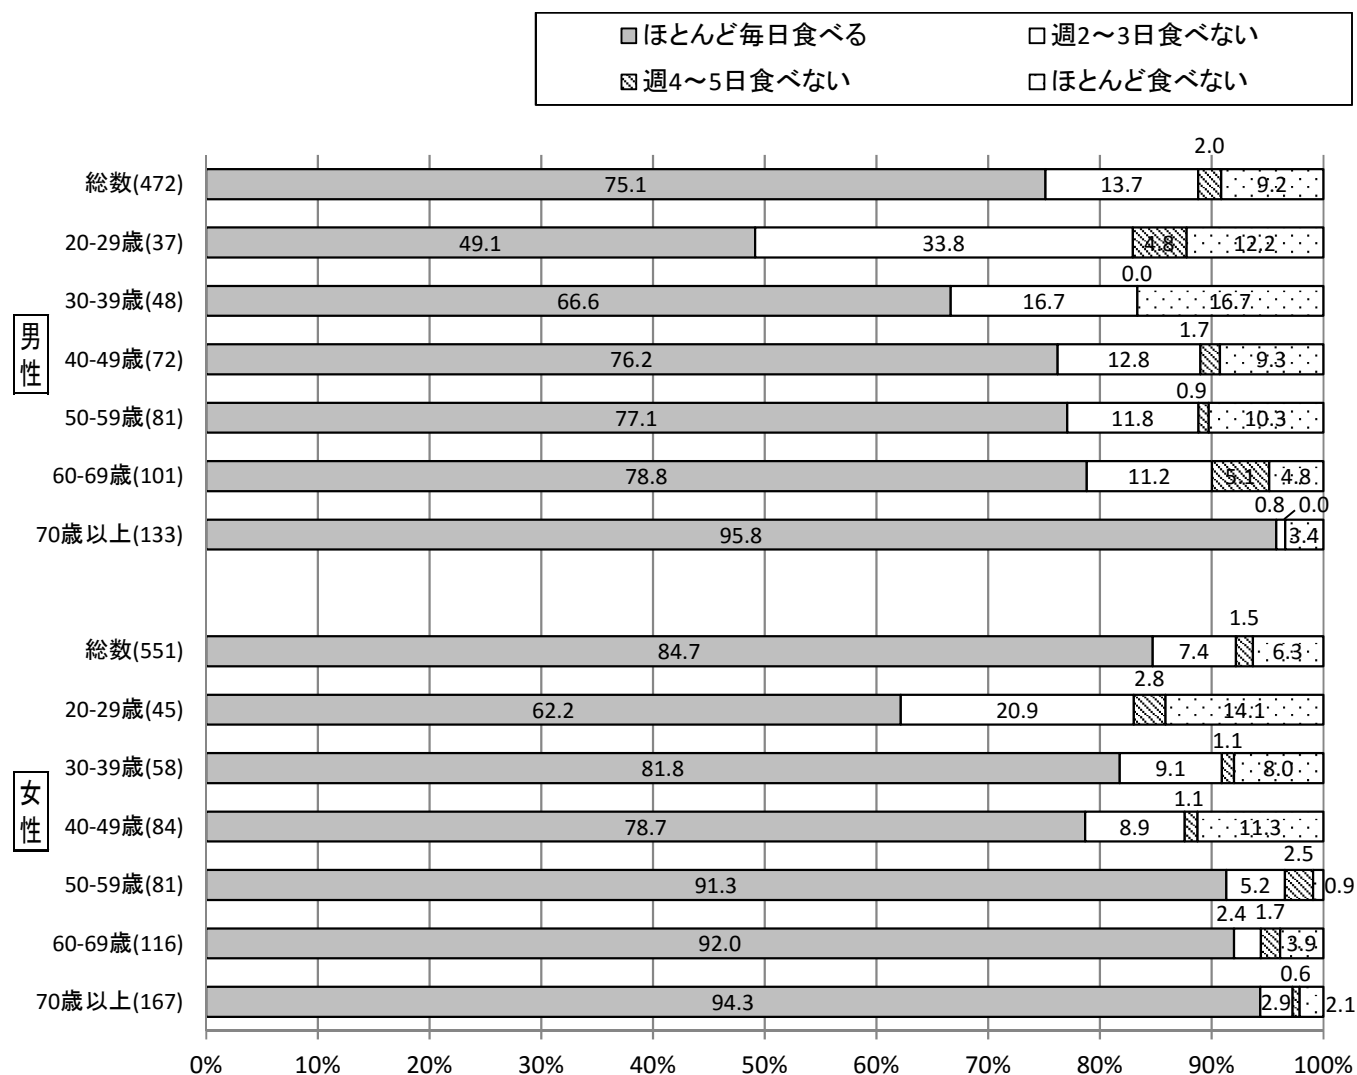 ほとんど毎日食べる 週2～3日食べない
週4～5日食べない ほとんど食べない
2.0
総数(472) 75.1 13.7 9.2
20-29歳(37) 49.1 33.8 4.8 12.2
0.0
30-39歳(48) 66.6 16.7 16.7
1.7
40-49歳(72) 76.2 12.8 9.3
0.9
50-59歳(81) 77.1 11.8 10.3
60-69歳(101) 78.8 11.2 5.1 4.8
0.8 0.0
70歳以上(133) 95.8 3.4
男性
1.5
総数(551) 84.7 7.4 6.3
2.8
20-29歳(45) 62.2 20.9 14.1
1.1
30-39歳(58) 81.8 9.1 8.0
1.1
40-49歳(84) 78.7 8.9 11.3
2.5
50-59歳(81) 91.3 5.2 0.9
2.4 1.7
60-69歳(116) 92.0 3.9
0.6
70歳以上(167) 94.3 2.9 2.1
女性
0% 10% 20% 30% 40% 50% 60% 70% 80% 90% 100%